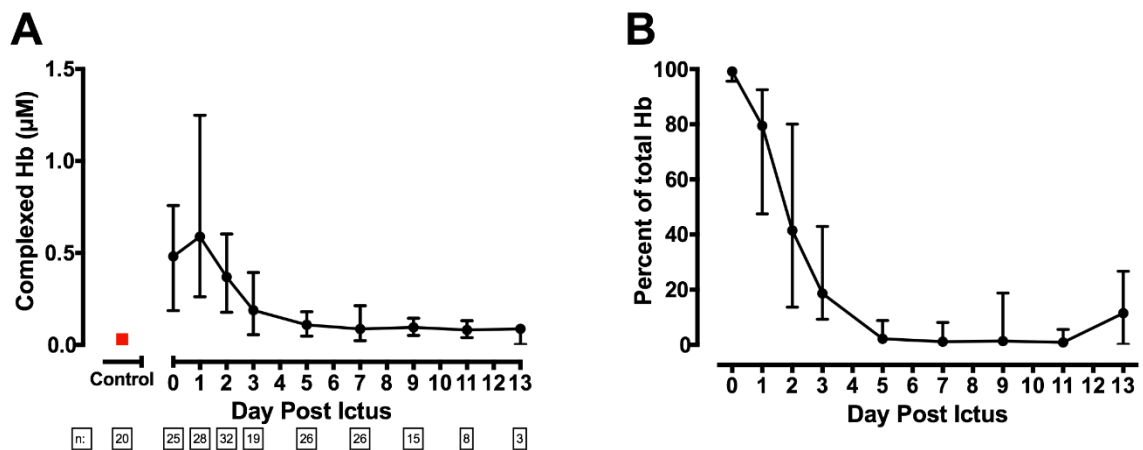 A
Complexed Hb (μM)
1.5
1.0
0.5
0.0
Control
0 1 2 3 4 5 6 7 8 9 10 11 12 13
Day Post Ictus
n: 20 25 28 32 19 26 26 15 8 3
B
Percent of total Hb
100
80
60
40
20
0
0 1 2 3 4 5 6 7 8 9 10 11 12 13
Day Post Ictus